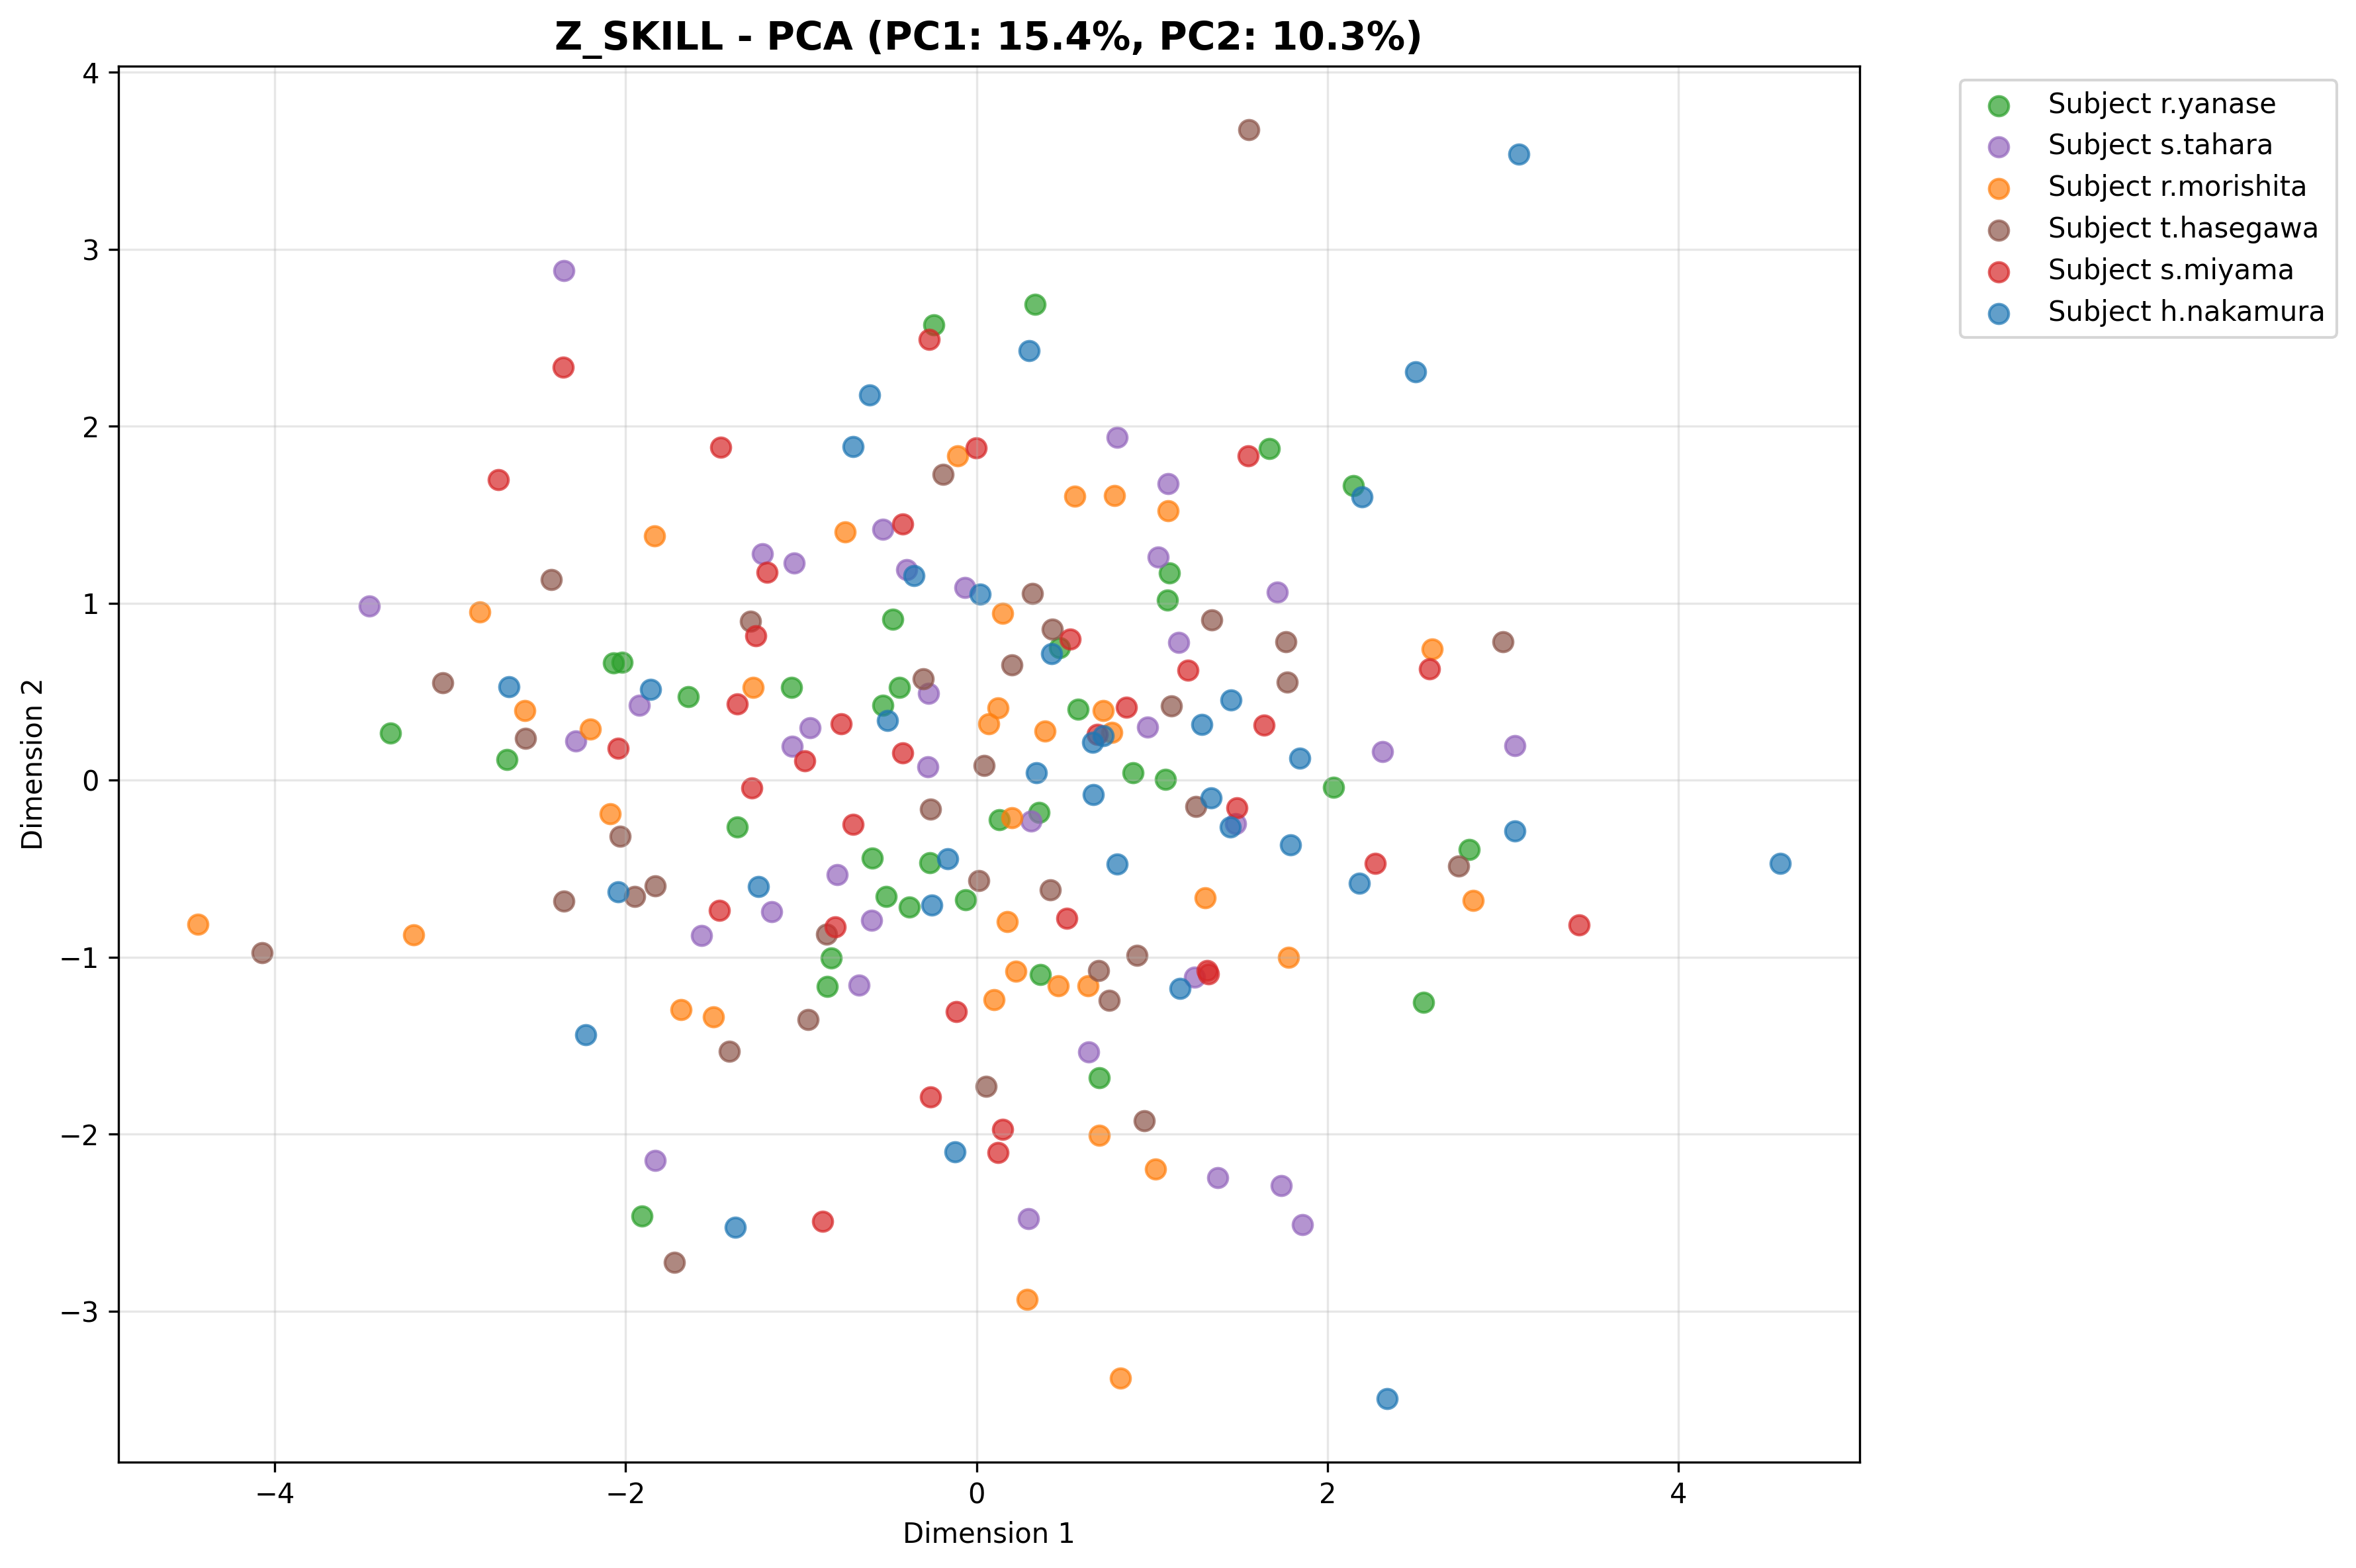 Z_SKILL - PCA (PC1: 15.4%, PC2: 10.3%)
Subject r.yanase
Subject s.tahara
Subject r.morishita
Subject t.hasegawa
Subject s.miyama
Subject h.nakamura
4
3
2
1
0
−1
−2
−3
Dimension 2
−4
−2
0
2
4
Dimension 1